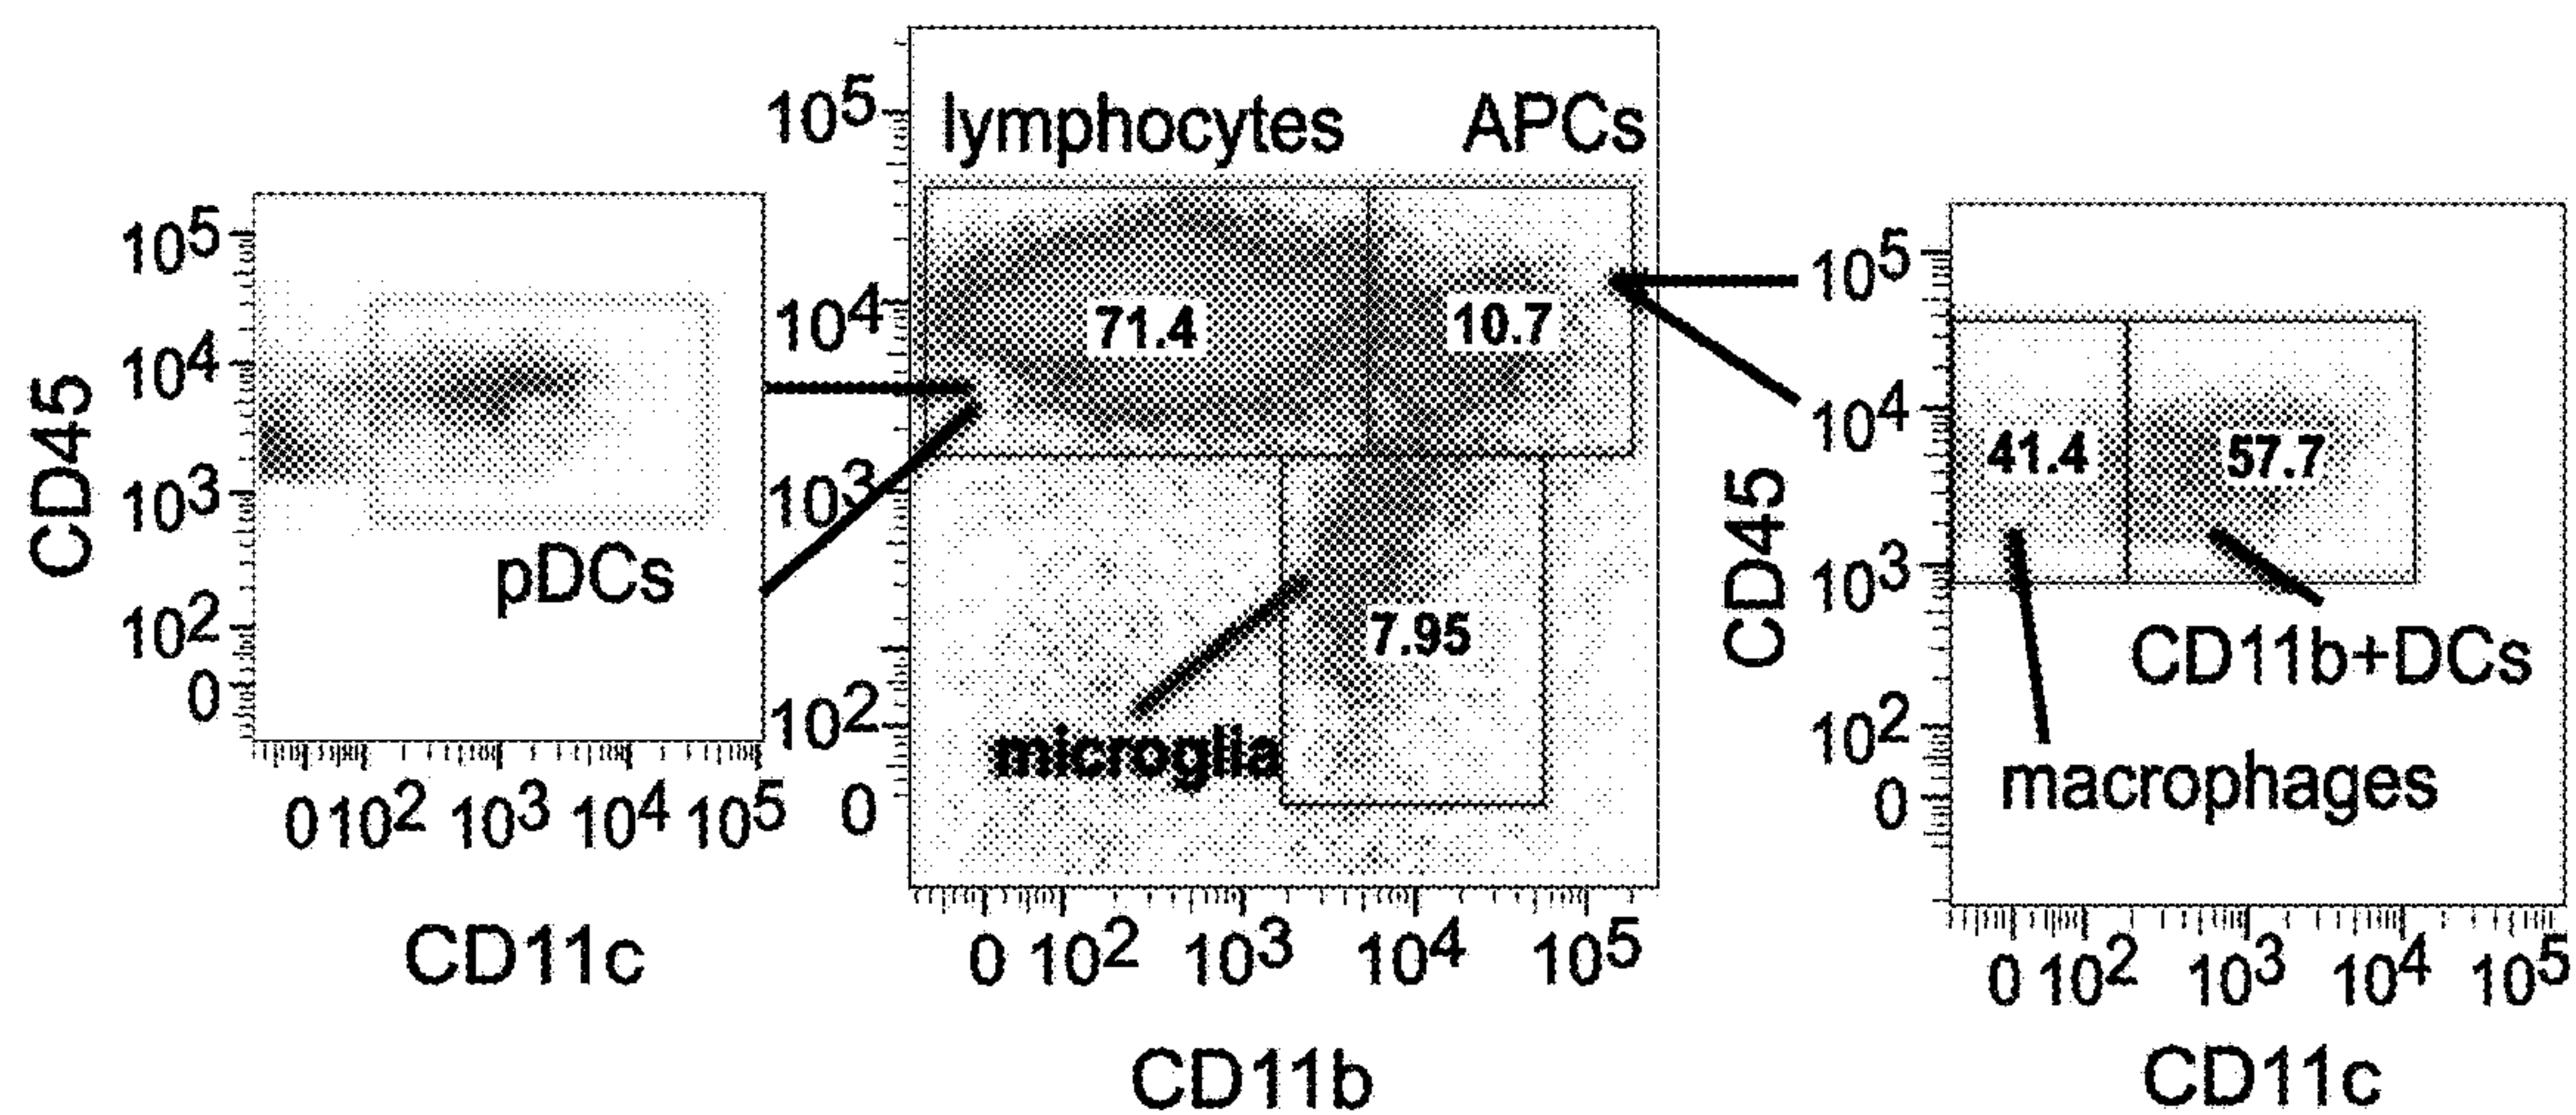 CD45
10⁵
10⁴
10³
10²
0
pDCs
0 10² 10³ 10⁴ 10⁵
CD11c
lymphocytes APCs
10⁵
10⁴
10³
10²
0
71.4
10.7
7.95
microglia
0 10² 10³ 10⁴ 10⁵
CD11b
CD45
10⁵
10⁴
10³
10²
0
41.4
57.7
CD11b+DCs
macrophages
0 10² 10³ 10⁴ 10⁵
CD11c